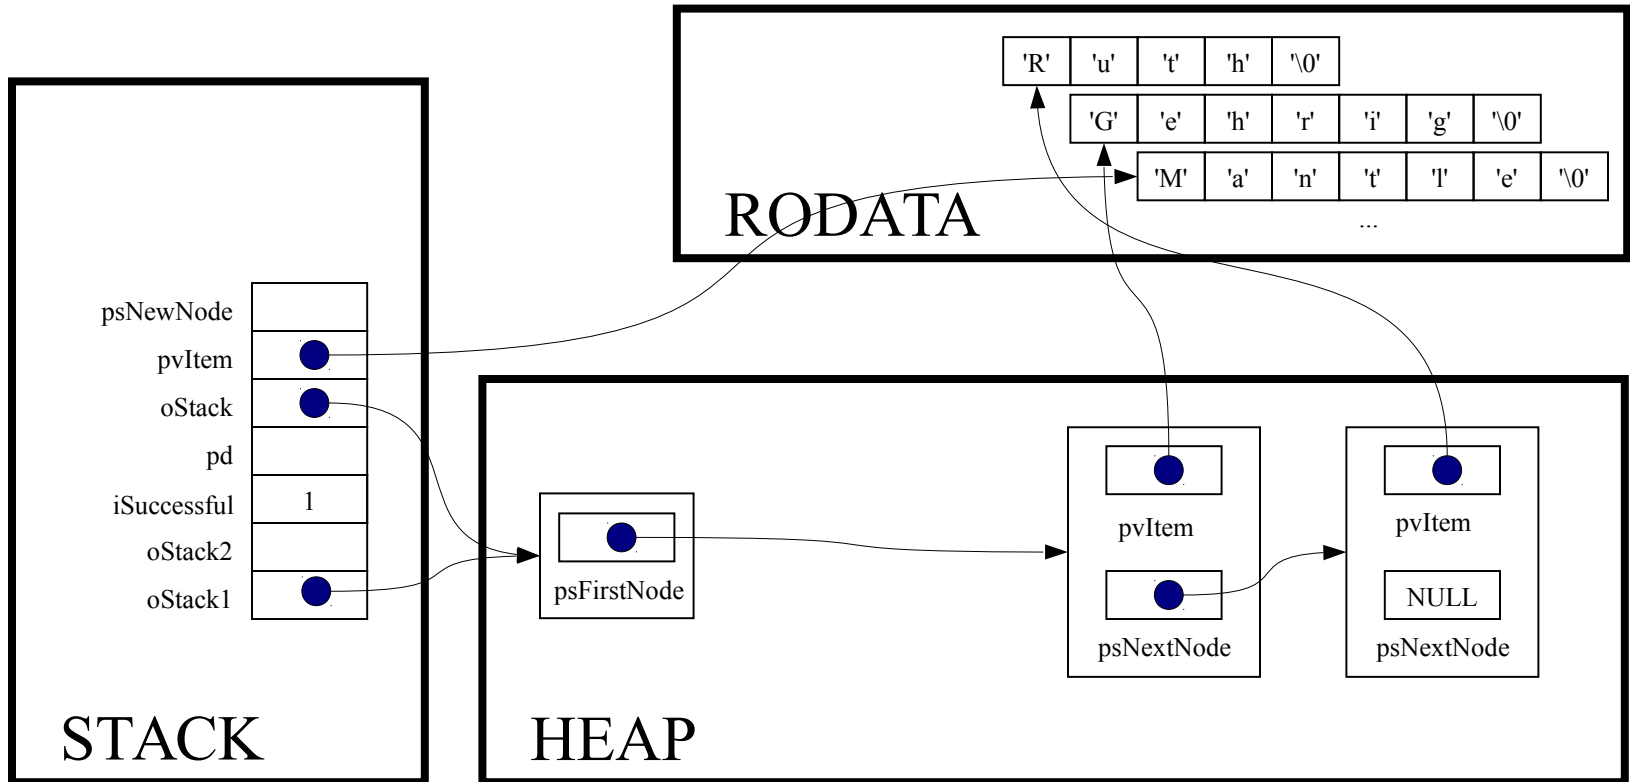 'R' 'u' 't' 'h' '\0'
'G' 'e' 'h' 'r' 'i' 'g' '\0'
'M' 'a' 'n' 't' 'l' 'e' '\0'
...
RODATA
psNewNode
pvItem
oStack
pd
iSuccessful 1
oStack2
oStack1
STACK
psFirstNode
pvItem
psNextNode
pvItem
NULL
psNextNode
HEAP